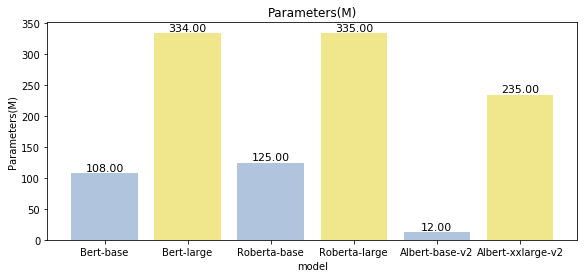 Parameters(M)
350
300
250
200
150
100
50
0
Parameters(M)
108.00
334.00
125.00
335.00
12.00
235.00
Bert-base
Bert-large
Roberta-base
Roberta-large
Albert-base-v2
Albert-xxlarge-v2
model